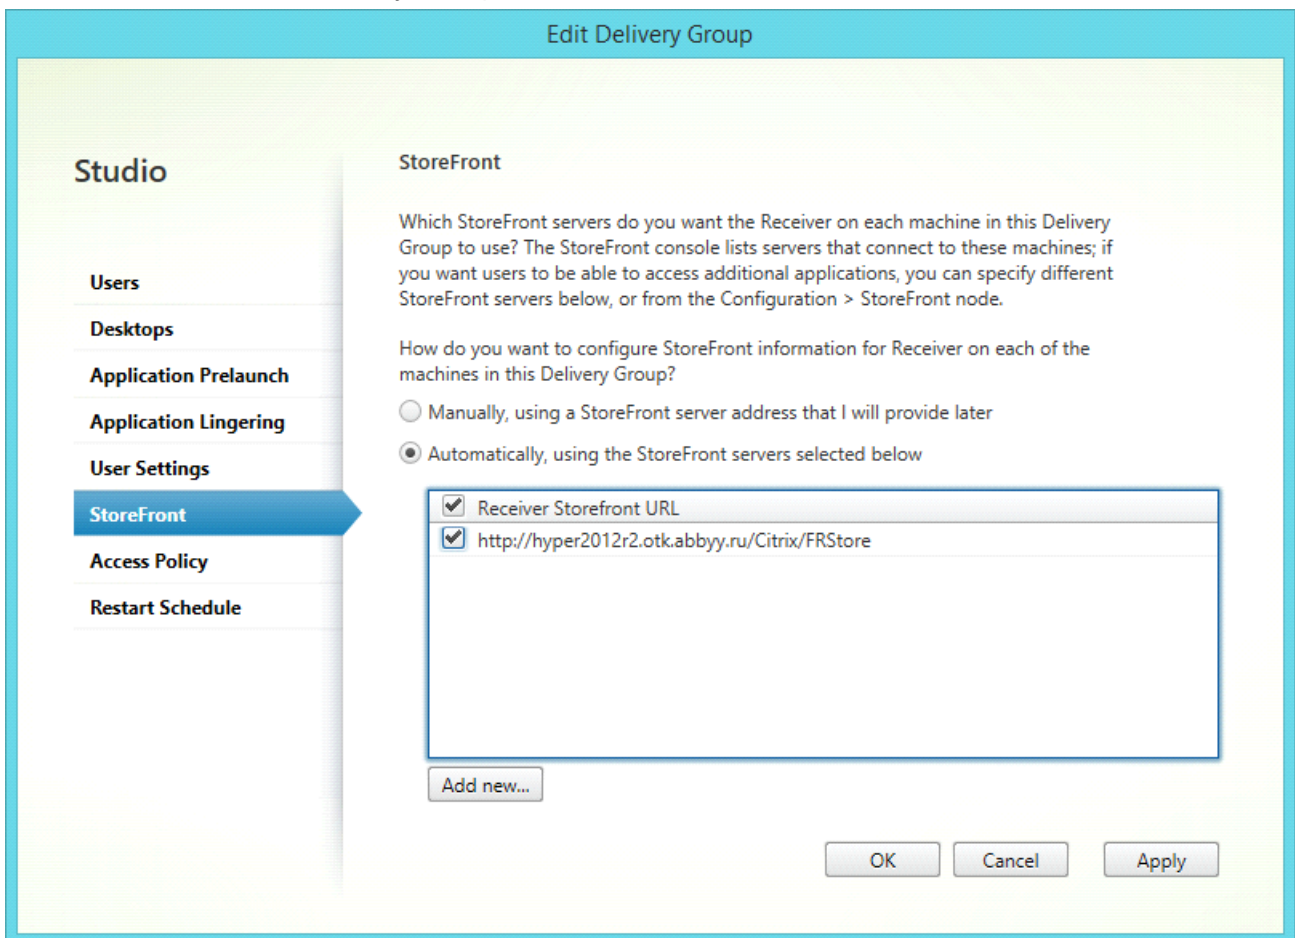 Edit Delivery Group
Studio
Users
Desktops
Application Prelaunch
Application Lingering
User Settings
StoreFront
Access Policy
Restart Schedule
StoreFront
Which StoreFront servers do you want the Receiver on each machine in this Delivery
Group to use? The StoreFront console lists servers that connect to these machines; if
you want users to be able to access additional applications, you can specify different
StoreFront servers below, or from the Configuration > StoreFront node.
How do you want to configure StoreFront information for Receiver on each of the
machines in this Delivery Group?
Manually, using a StoreFront server address that I will provide later
Automatically, using the StoreFront servers selected below
Receiver Storefront URL
http://hyper2012r2.otk.abbyy.ru/Citrix/FRStore
Add new...
OK Cancel Apply